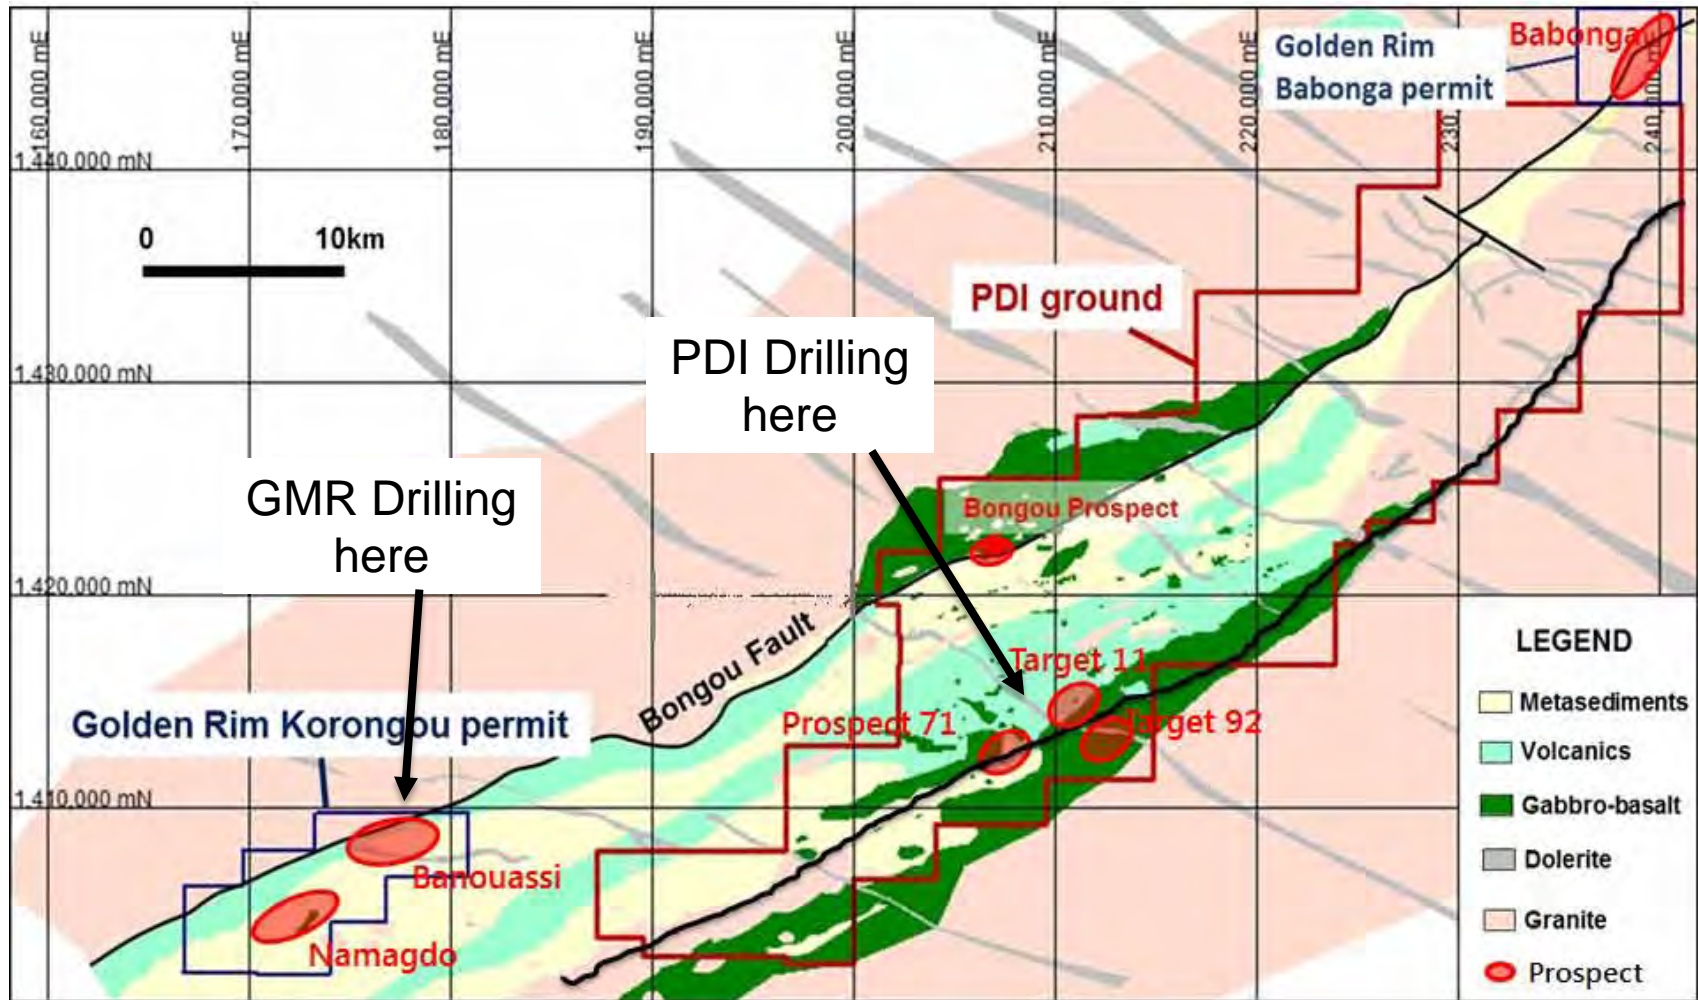 160,000 mE
170,000 mE
180,000 mE
190,000 mE
200,000 mE
210,000 mE
220,000 mE
230,
240,000 mE
Golden Rim
Babonga permit
Babonga
1,440,000 mN
0 10km
PDI ground
PDI Drilling
here
1,430,000 mN
GMR Drilling
here
Bongou Prospect
1,420,000 mN
Bongou Fault
Target 11
Golden Rim Korongou permit
Prospect 71
Target 92
1,410,000 mN
Banouassi
Namagdo
LEGEND
Metasediments
Volcanics
Gabbro-basalt
Dolerite
Granite
Prospect